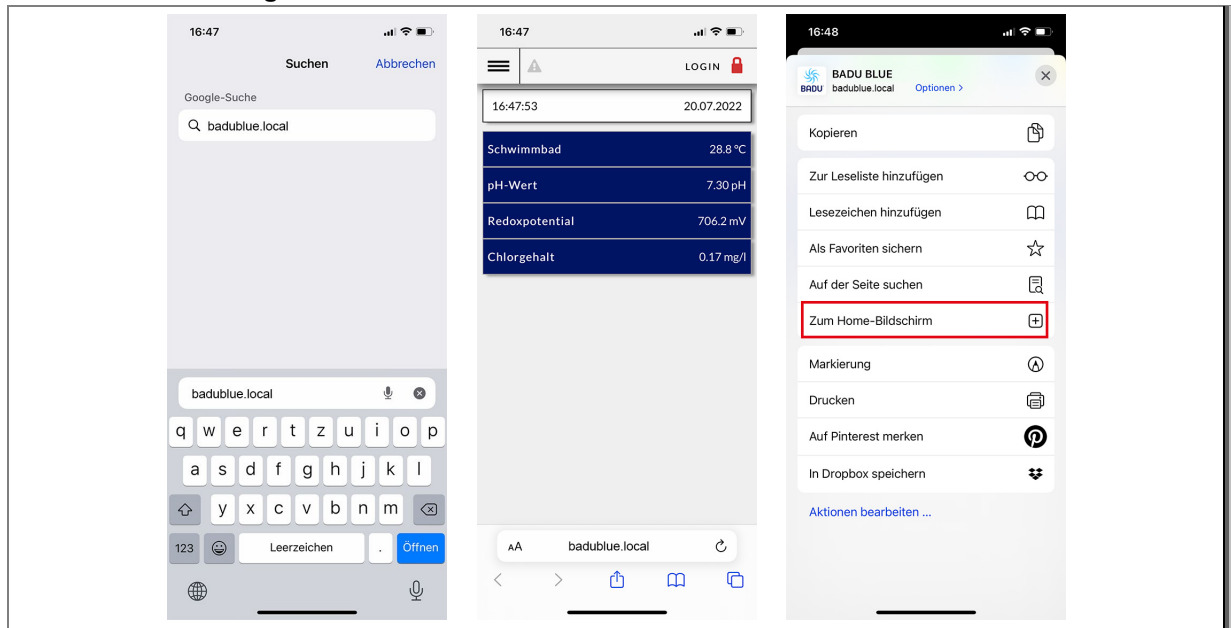 16:47
Suchen
Abbrechen
Google-Suche
badublue.local
badublue.local
q w e r t z u i o p
a s d f g h j k l
y x c v b n m
123 Leerzeichen . Öffnen
16:47
LOGIN
16:47:53 20.07.2022
Schwimmbad 28.8 °C
pH-Wert 7.30 pH
Redoxpotential 706.2 mV
Chlorgehalt 0.17 mg/l
AA badublue.local
16:48
BADU BLUE
BADU badublue.local Optionen >
Kopieren
Zur Leseliste hinzufügen
Lesezeichen hinzufügen
Als Favoriten sichern
Auf der Seite suchen
Zum Home-Bildschirm
Markierung
Drucken
Auf Pinterest merken
In Dropbox speichern
Aktionen bearbeiten ...